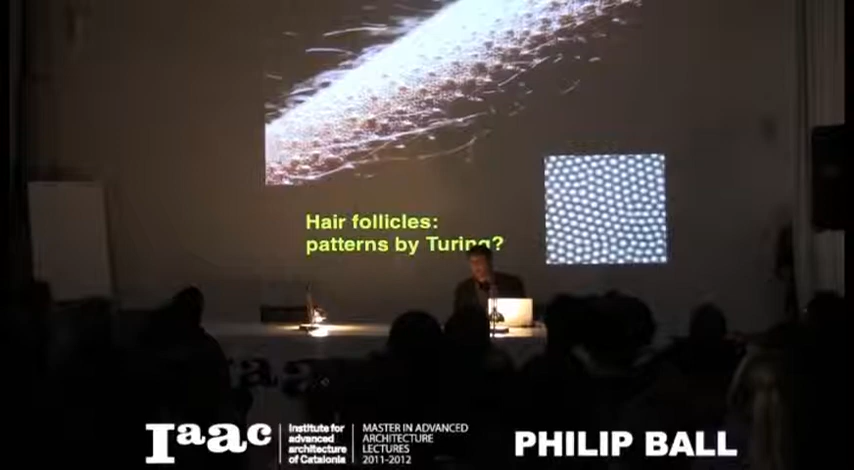 Hair follicles:
patterns by Turing?
Iaac
Institute for
advanced
architecture
of Catalonia
MASTER IN ADVANCED
ARCHITECTURE
LECTURES
2011-2012
PHILIP BALL